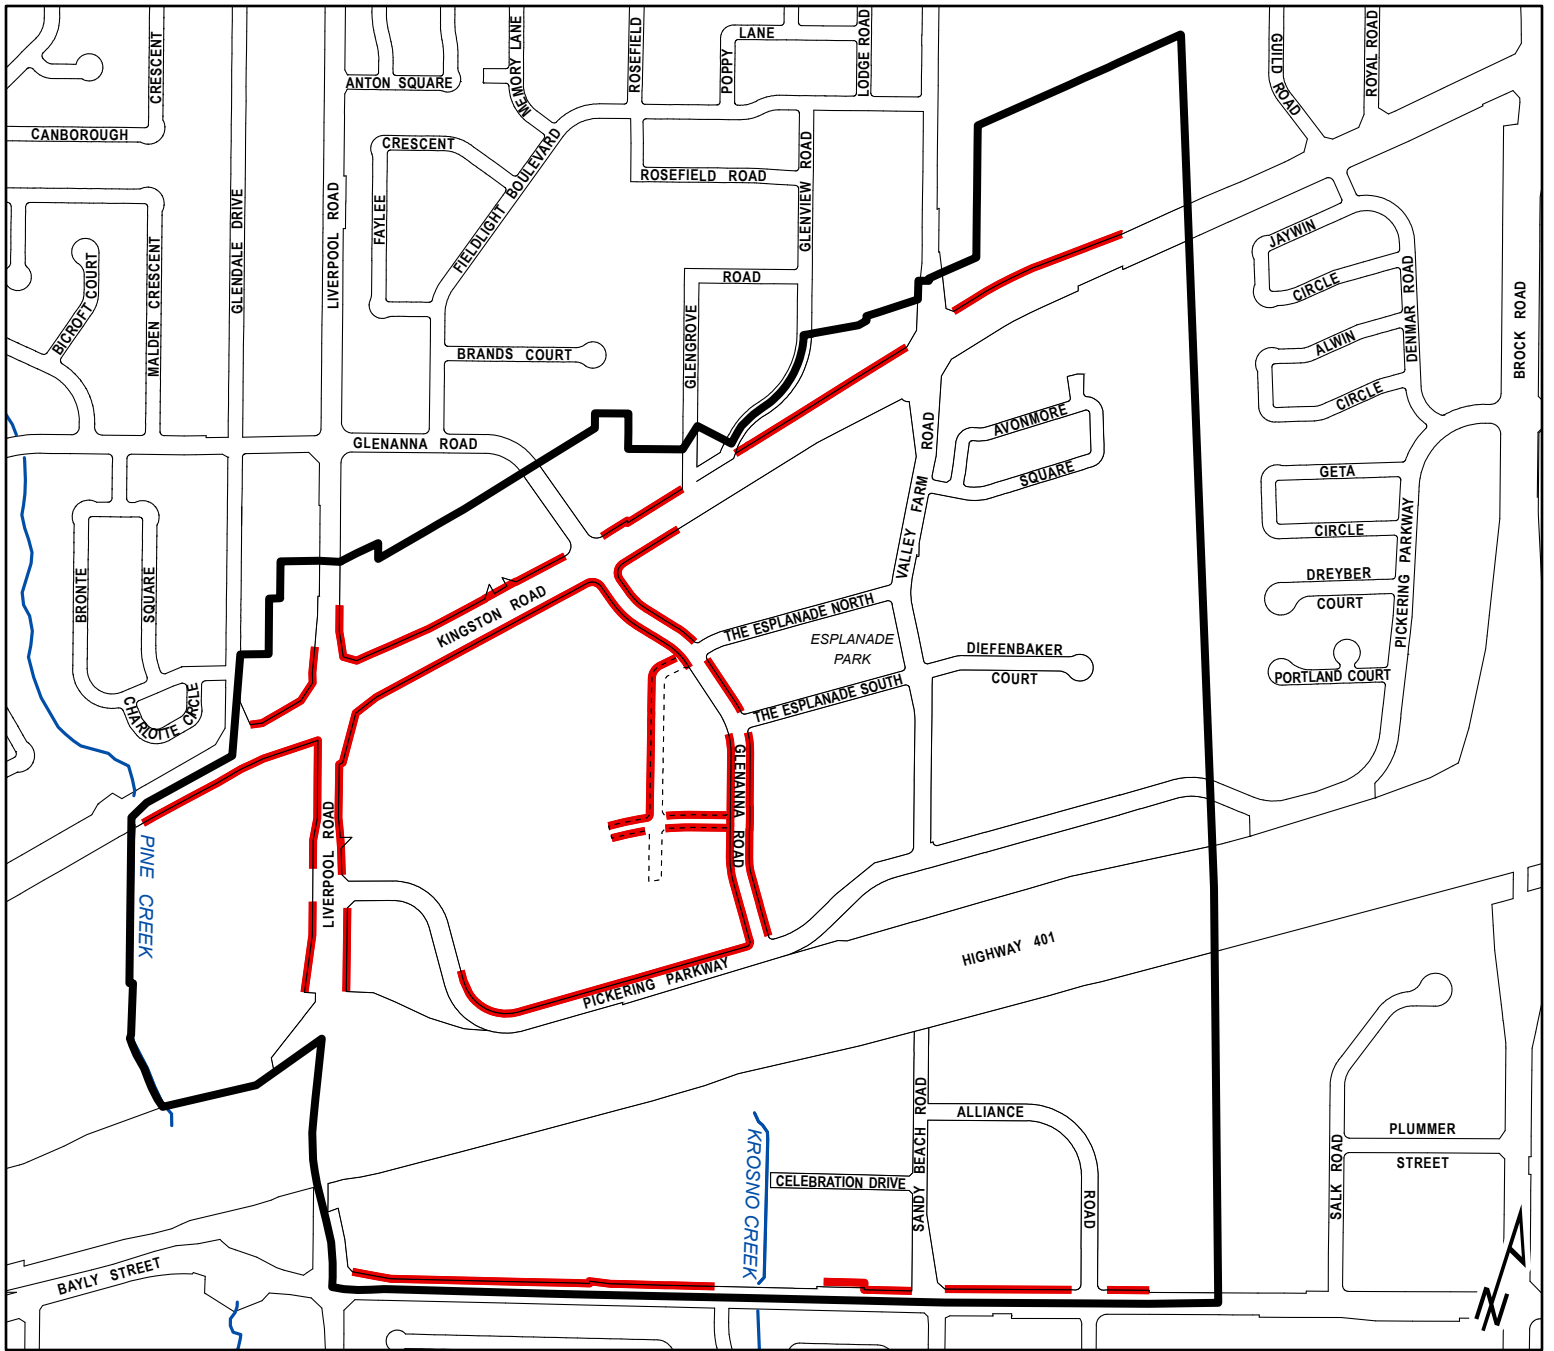 CRESCENT
ANTON SQUARE
MEMORY LANE
ROSEFIELD
POPPY
LANE
LODGE ROAD
GUILD
ROAD
ROYAL ROAD
CANBOROUGH
CRESCENT
FAYLEE
FIELDLIGHT BOULEVARD
ROSEFIELD ROAD
GLENVIEW ROAD
GLENDALE DRIVE
LIVERPOOL ROAD
BICROFT COURT
MALDEN CRESCENT
ROAD
GLENGROVE
BRANDS COURT
JAYWIN
CIRCLE
DENMAR ROAD
BROCK ROAD
ALWIN
CIRCLE
GLENANNA ROAD
AVONMORE
SQUARE
VALLEY FARM ROAD
GETA
CIRCLE
PICKERING PARKWAY
DREYBER
COURT
BRONTE
SQUARE
KINGSTON ROAD
THE ESPLANADE NORTH
ESPLANADE
PARK
DIEFENBAKER
COURT
THE ESPLANADE SOUTH
PORTLAND COURT
CHARLOTTE CIRCLE
GLENANNA ROAD
LIVERPOOL ROAD
PINE CREEK
PICKERING PARKWAY
HIGHWAY 401
SANDY BEACH ROAD
ALLIANCE
ROAD
KROSNO CREEK
CELEBRATION DRIVE
SALK ROAD
PLUMMER
STREET
BAYLY STREET
N